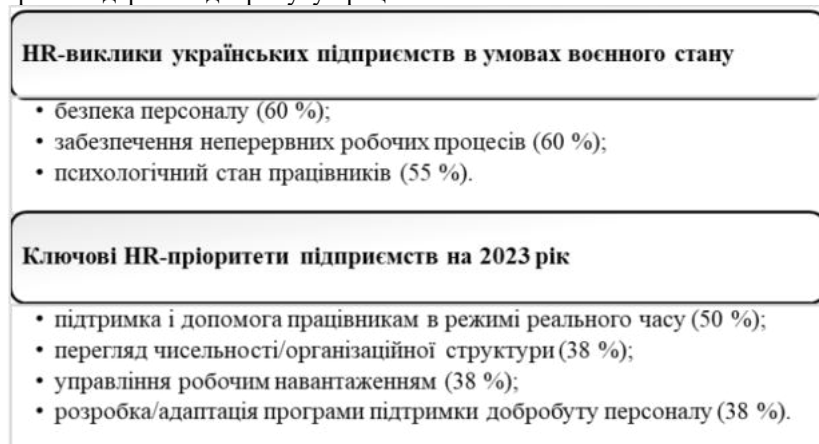 HR-виклики українських підприємств в умовах воєнного стану
• безпека персоналу (60 %);
• забезпечення неперервних робочих процесів (60 %);
• психологічний стан працівників (55 %).
Ключові HR-пріоритети підприємств на 2023 рік
• підтримка і допомога працівникам в режимі реального часу (50 %);
• перегляд чисельності/організаційної структури (38 %);
• управління робочим навантаженням (38 %);
• розробка/адаптація програми підтримки добробуту персоналу (38 %).